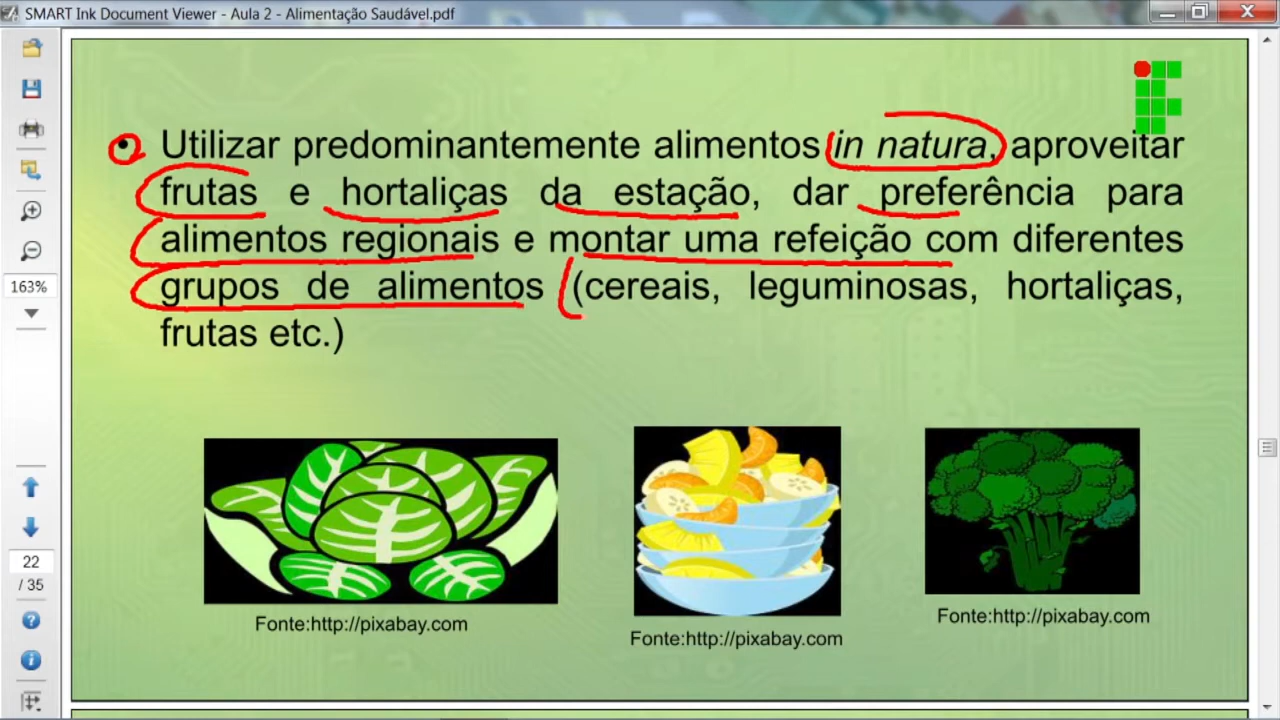 SMART Ink Document Viewer - Aula 2 - Alimentação Saudável.pdf
• Utilizar predominantemente alimentos in natura, aproveitar
frutas e hortaliças da estação, dar preferência para
alimentos regionais e montar uma refeição com diferentes
grupos de alimentos (cereais, leguminosas, hortaliças,
frutas etc.)
163%
22
/ 35
Fonte:http://pixabay.com
Fonte:http://pixabay.com
Fonte:http://pixabay.com